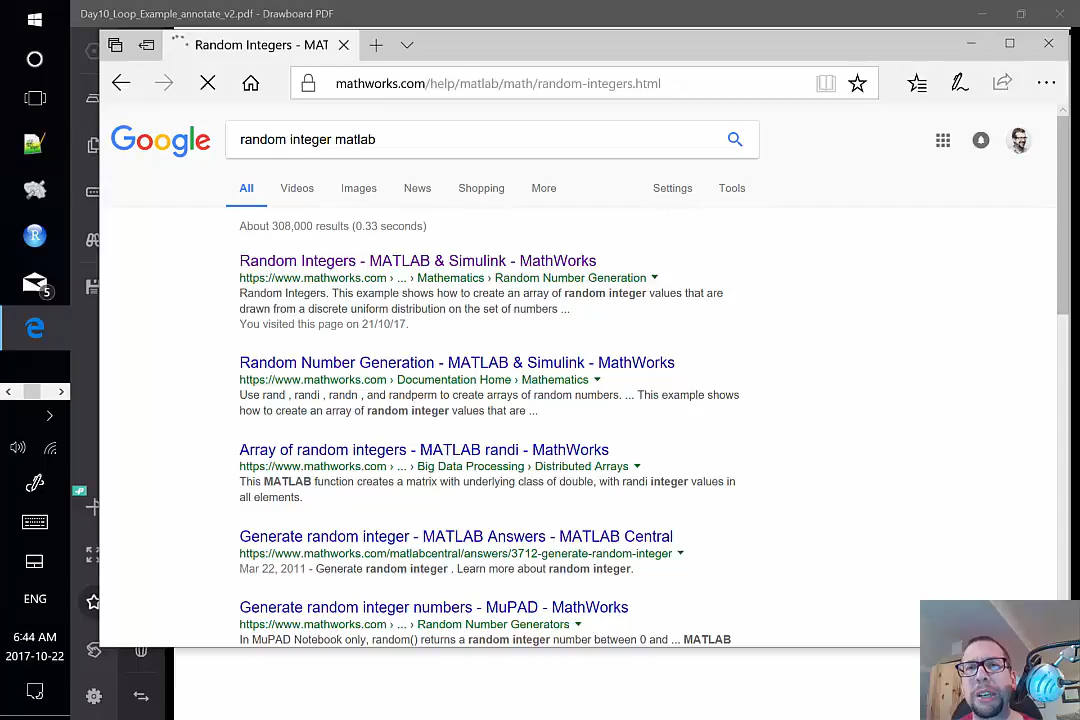 Day10_Loop_Example_annotate_v2.pdf - Drawboard PDF
Random Integers - MAT
mathworks.com/help/matlab/math/random-integers.html
Google
random integer matlab
All Videos Images News Shopping More Settings Tools
About 308,000 results (0.33 seconds)
Random Integers - MATLAB & Simulink - MathWorks
https://www.mathworks.com › ... › Mathematics › Random Number Generation
Random Integers. This example shows how to create an array of random integer values that are
drawn from a discrete uniform distribution on the set of numbers ...
You visited this page on 21/10/17.
Random Number Generation - MATLAB & Simulink - MathWorks
https://www.mathworks.com › Documentation Home › Mathematics
Use rand , randi , randn , and randperm to create arrays of random numbers. ... This example shows
how to create an array of random integer values that are ...
Array of random integers - MATLAB randi - MathWorks
https://www.mathworks.com › ... › Big Data Processing › Distributed Arrays
This MATLAB function creates a matrix with underlying class of double, with randi integer values in
all elements.
Generate random integer - MATLAB Answers - MATLAB Central
https://www.mathworks.com/matlabcentral/answers/3712-generate-random-integer
Mar 22, 2011 - Generate random integer . Learn more about random integer.
Generate random integer numbers - MuPAD - MathWorks
https://www.mathworks.com › ... › Random Number Generators
In MuPAD Notebook only, random() returns a random integer number between 0 and ... MATLAB
R
5
ENG
6:44 AM
2017-10-22